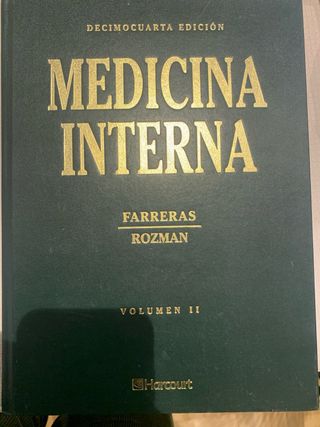 DECIMOCUARTA EDICIÓN
MEDICINA
INTERNA
FARRERAS
ROZMAN
VOLUMEN II
Harcourt